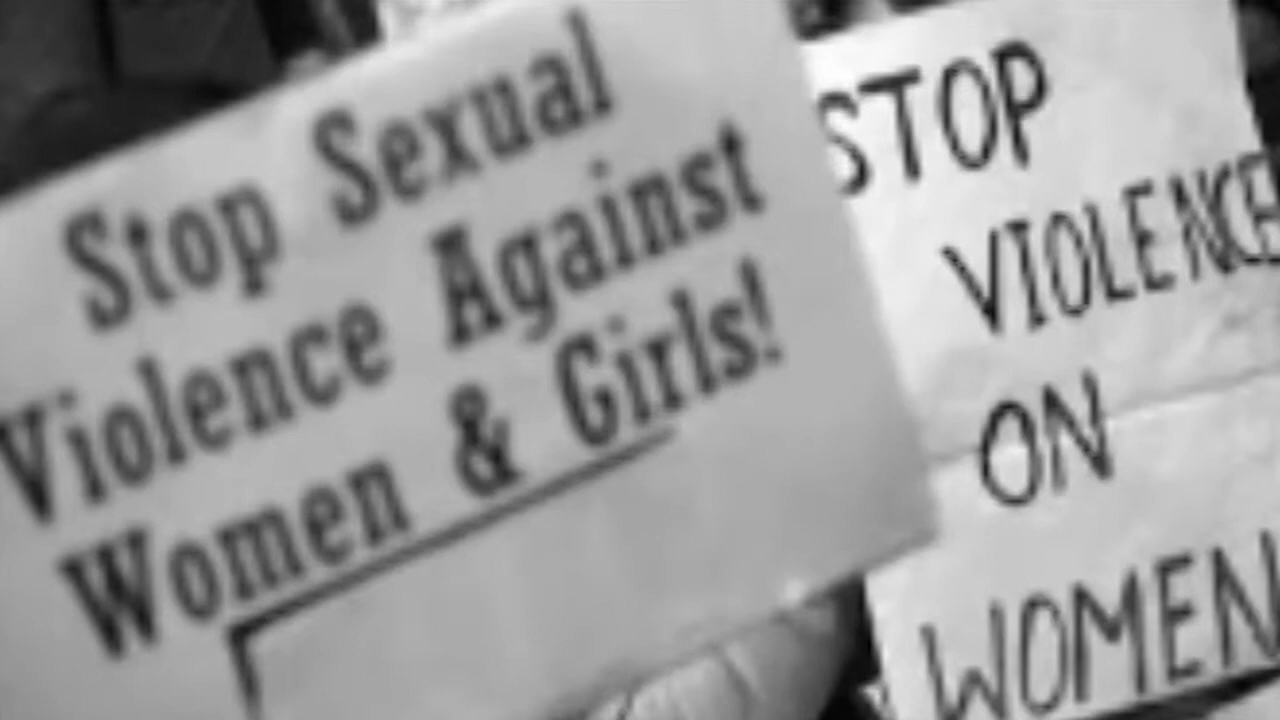 Stop Sexual
Violence Against
Women & Girls!
STOP
VIOLENCE
ON
WOMEN